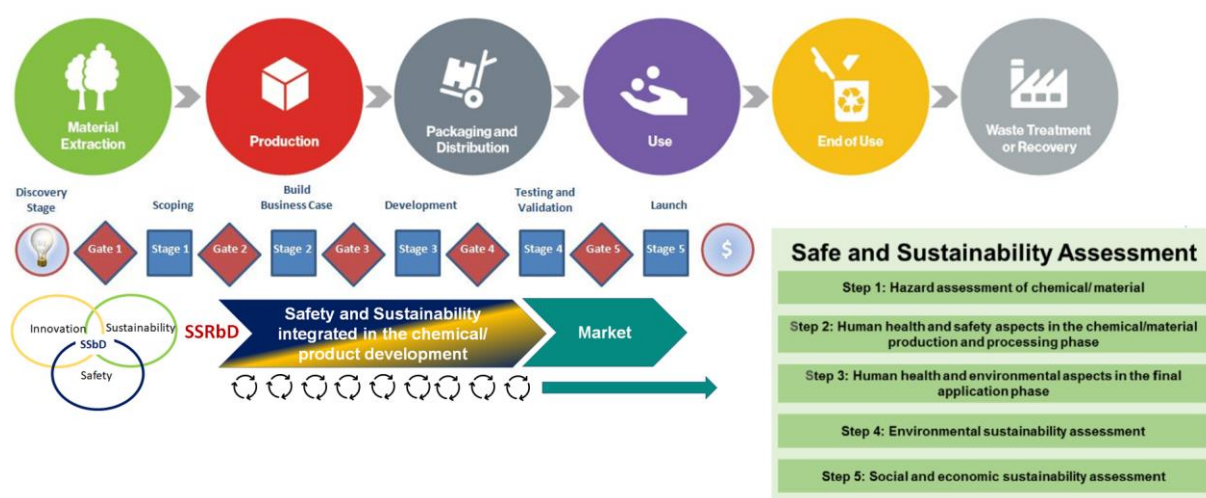 Material
Extraction
Production
Packaging and
Distribution
Use
End of Use
Waste Treatment
or Recovery
Discovery
Stage
Scoping
Build
Business Case
Development
Testing and
Validation
Launch
Gate 1
Stage 1
Gate 2
Stage 2
Gate 3
Stage 3
Gate 4
Stage 4
Gate 5
Stage 5
$
Innovation
Sustainability
SSbD
Safety
SSRbD
Safety and Sustainability
integrated in the chemical/
product development
Market
Safe and Sustainability Assessment
Step 1: Hazard assessment of chemical/ material
Step 2: Human health and safety aspects in the chemical/material
production and processing phase
Step 3: Human health and environmental aspects in the final
application phase
Step 4: Environmental sustainability assessment
Step 5: Social and economic sustainability assessment